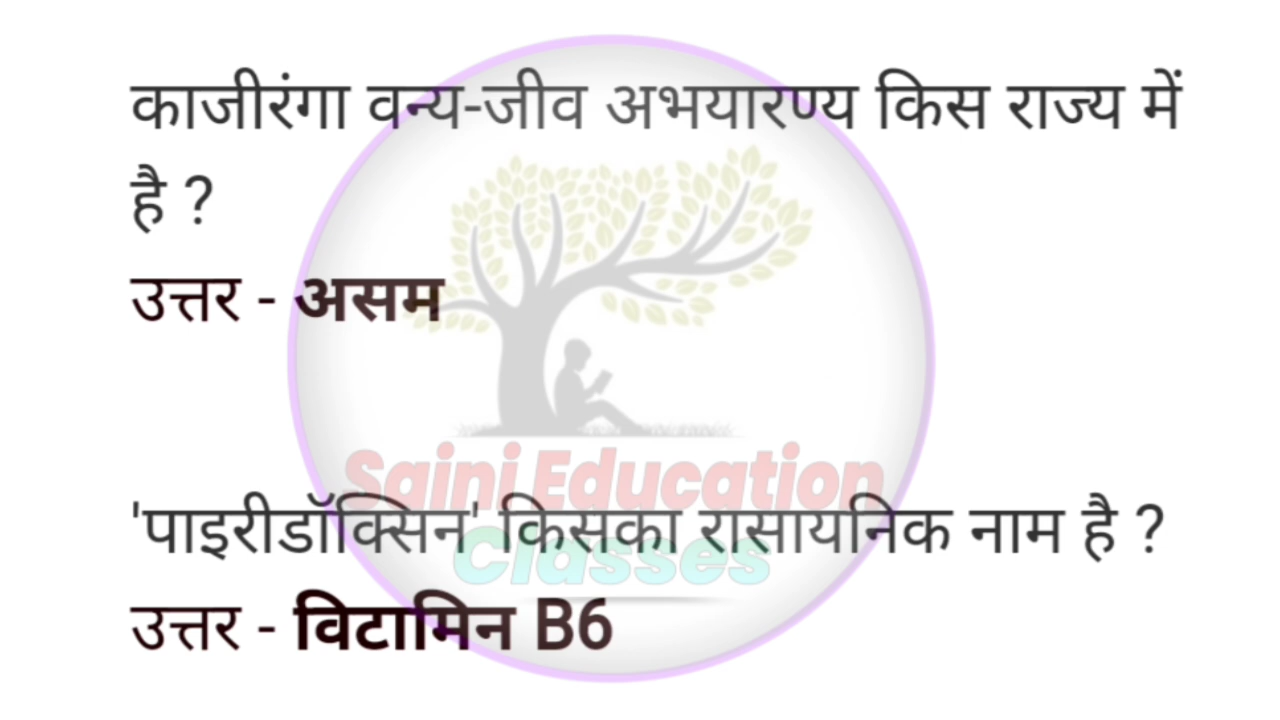 काजीरंगा वन्य-जीव अभयारण्य किस राज्य में
है ?
उत्तर - असम
Saini Education
Classes
'पाइरीडॉक्सिन' किसका रासायनिक नाम है ?
उत्तर - विटामिन B6